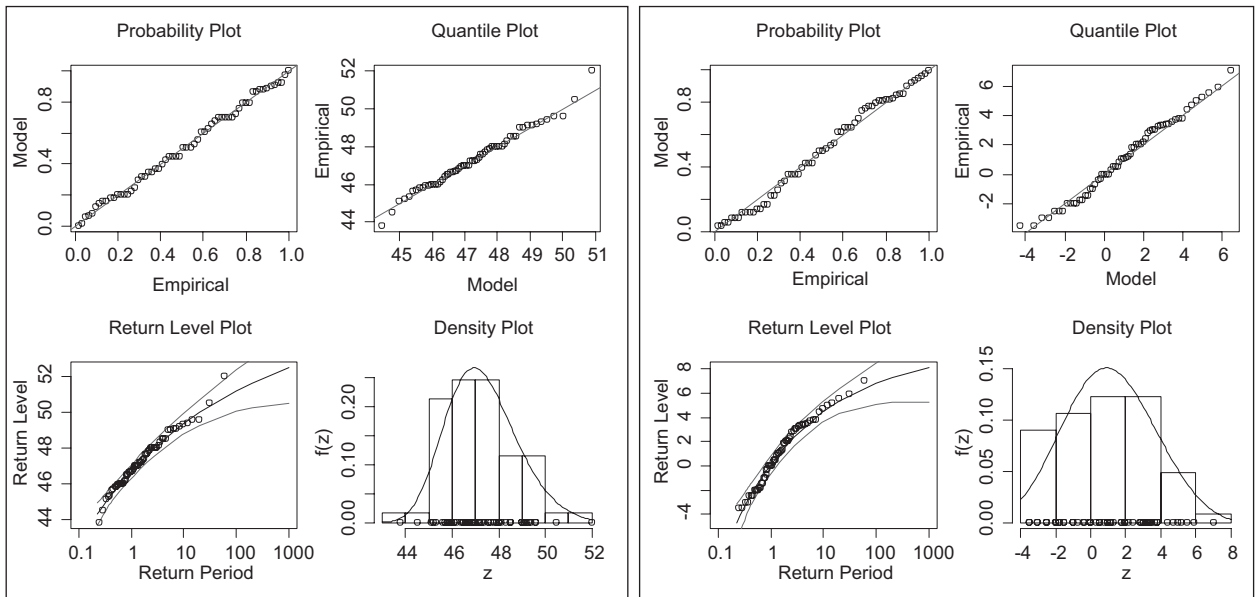 Probability Plot
Model
0.0 0.4 0.8
0.0 0.2 0.4 0.6 0.8 1.0
Empirical
Quantile Plot
Empirical
44 46 48 50 52
45 46 47 48 49 50 51
Model
Return Level Plot
Return Level
44 46 48 50 52
0.1 1 10 100 1000
Return Period
Density Plot
f(z)
0.00 0.10 0.20
44 46 48 50 52
z
Probability Plot
Model
0.0 0.4 0.8
0.0 0.2 0.4 0.6 0.8 1.0
Empirical
Quantile Plot
Empirical
-2 0 2 4 6
-4 -2 0 2 4 6
Model
Return Level Plot
Return Level
-4 0 2 4 6 8
0.1 1 10 100 1000
Return Period
Density Plot
f(z)
0.00 0.05 0.10 0.15
-4 -2 0 2 4 6 8
z